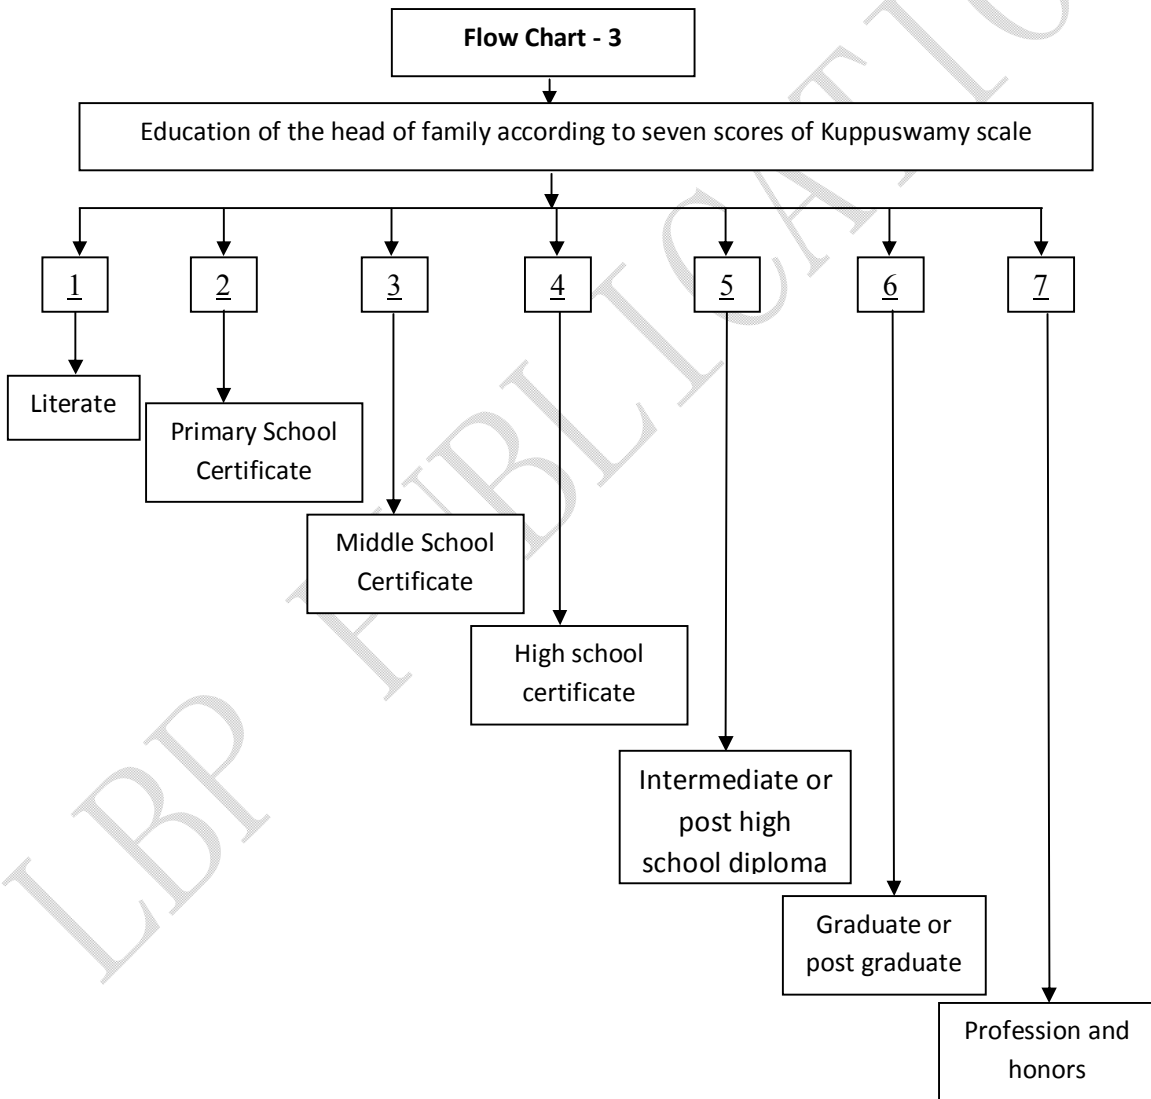 Flow Chart - 3
Education of the head of family according to seven scores of Kuppuswamy scale
1 2 3 4 5 6 7
Literate
Primary School
Certificate
Middle School
Certificate
High school
certificate
Intermediate or
post high
school diploma
Graduate or
post graduate
Profession and
honors
LBP PUBLICATIO